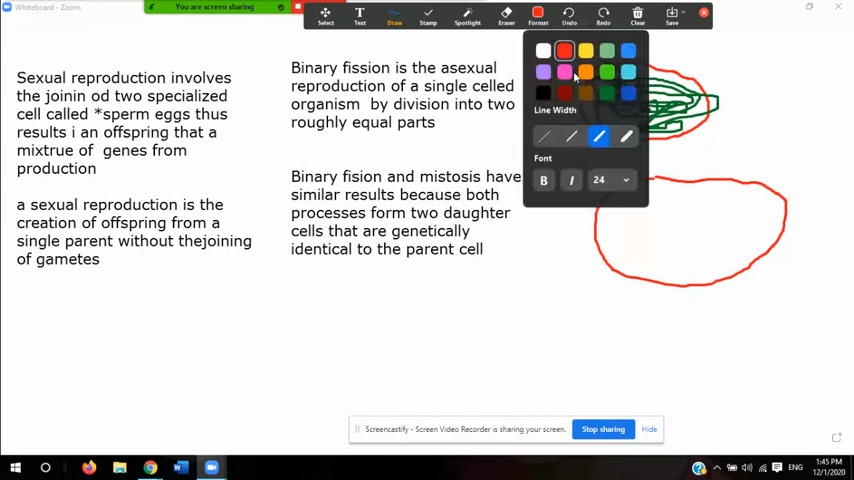 Whiteboard - Zoom
You are screen sharing
Select
Text
Draw
Stamp
Spotlight
Eraser
Format
Undo
Redo
Clear
Save
Line Width
Font
B
I
24
Sexual reproduction involves
the joinin od two specialized
cell called *sperm eggs thus
results i an offspring that a
mixtrue of genes from
production
a sexual reproduction is the
creation of offspring from a
single parent without thejoining
of gametes
Binary fission is the asexual
reproduction of a single celled
organism by division into two
roughly equal parts
Binary fision and mistosis have
similar results because both
processes form two daughter
cells that are genetically
identical to the parent cell
Screencastify - Screen Video Recorder is sharing your screen.
Stop sharing
Hide
ENG
1:45 PM
12/1/2020